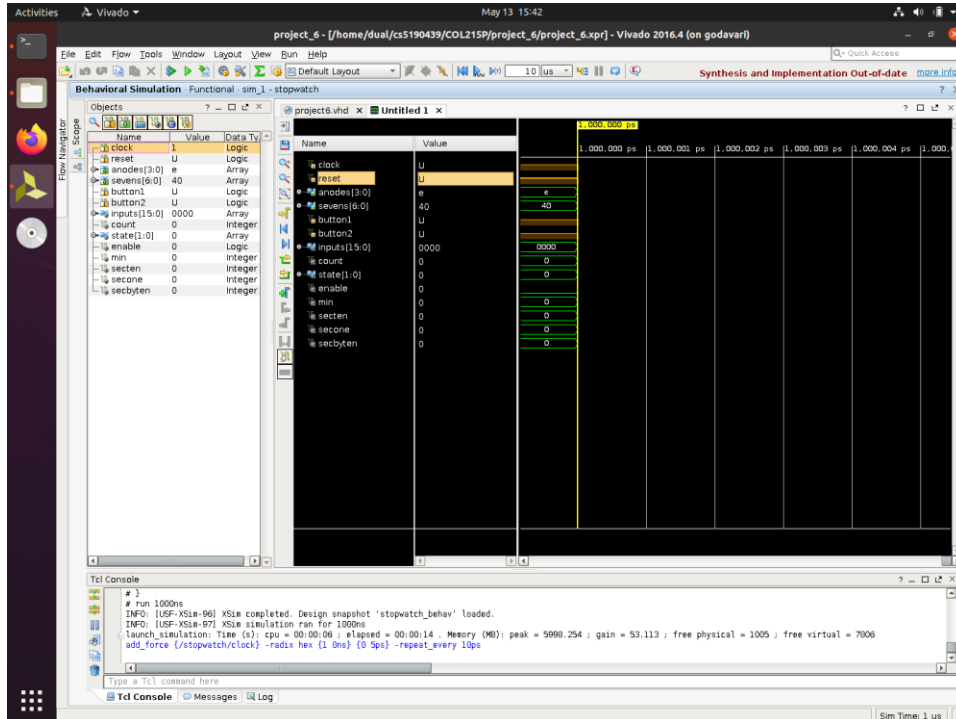 Activities Vivado May 13 15:42
project_6 - [/home/dual/cs5190439/COL215P/project_6/project_6.xpr] - Vivado 2016.4 (on godavari)
File Edit Flow Tools Window Layout View Run Help Quick Access
Default Layout 10 us Synthesis and Implementation Out-of-date more info
Behavioral Simulation - Functional - sim_1 - stopwatch
Flow Navigator
Scope
Objects
Name Value Data Ty.
clock 1 Logic
reset U Logic
anodes[3:0] e Array
sevens[6:0] 40 Array
button1 U Logic
button2 U Logic
inputs[15:0] 0000 Array
count 0 Integer
state[1:0] 0 Array
enable 0 Logic
min 0 Integer
secten 0 Integer
secone 0 Integer
secbyten 0 Integer
project6.vhd Untitled 1
1,000,000 ps
Name Value 1,000,000 ps 1,000,001 ps 1,000,002 ps 1,000,003 ps 1,000,004 ps 1,000,
clock U
reset U
anodes[3:0] e e
sevens[6:0] 40 40
button1 U
button2 U
inputs[15:0] 0000 0000
count 0 0
state[1:0] 0 0
enable 0
min 0 0
secten 0 0
secone 0 0
secbyten 0 0
Tcl Console
# }
# run 1000ns
INFO: [USF-XSim-96] XSim completed. Design snapshot 'stopwatch_behav' loaded.
INFO: [USF-XSim-97] XSim simulation ran for 1000ns
launch_simulation: Time (s): cpu = 00:00:06 ; elapsed = 00:00:14 . Memory (MB): peak = 5998.254 ; gain = 53.113 ; free physical = 1005 ; free virtual = 7806
add_force {/stopwatch/clock} -radix hex {1 0ns} {0 5ps} -repeat_every 10ps
Type a Tcl command here
Tcl Console Messages Log
Sim Time: 1 us